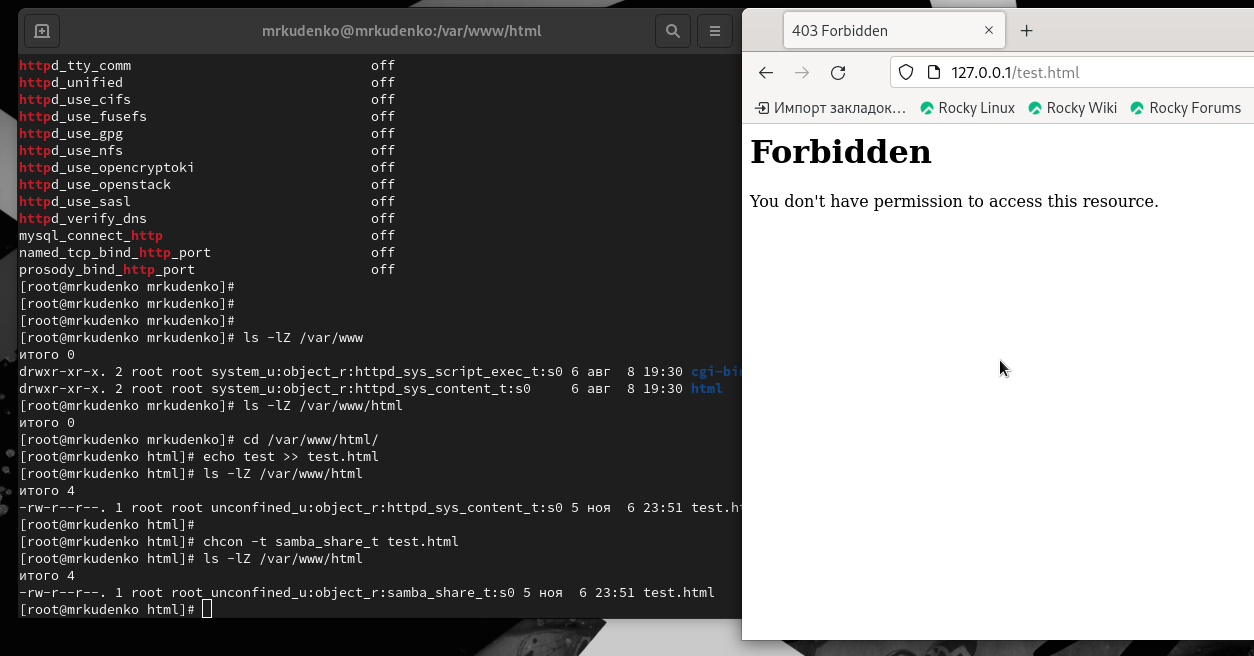 mrkudenko@mrkudenko:/var/www/html
httpd_tty_comm off
httpd_unified off
httpd_use_cifs off
httpd_use_fusefs off
httpd_use_gpg off
httpd_use_nfs off
httpd_use_opencryptoki off
httpd_use_openstack off
httpd_use_sasl off
httpd_verify_dns off
mysql_connect_http off
named_tcp_bind_http_port off
prosody_bind_http_port off
[root@mrkudenko mrkudenko]#
[root@mrkudenko mrkudenko]#
[root@mrkudenko mrkudenko]#
[root@mrkudenko mrkudenko]# ls -lZ /var/www
итого 0
drwxr-xr-x. 2 root root system_u:object_r:httpd_sys_script_exec_t:s0 6 авг  8 19:30 cgi-bin
drwxr-xr-x. 2 root root system_u:object_r:httpd_sys_content_t:s0     6 авг  8 19:30 html
[root@mrkudenko mrkudenko]# ls -lZ /var/www/html
итого 0
[root@mrkudenko mrkudenko]# cd /var/www/html/
[root@mrkudenko html]# echo test >> test.html
[root@mrkudenko html]# ls -lZ /var/www/html
итого 4
-rw-r--r--. 1 root root unconfined_u:object_r:httpd_sys_content_t:s0 5 ноя  6 23:51 test.ht
[root@mrkudenko html]#
[root@mrkudenko html]# chcon -t samba_share_t test.html
[root@mrkudenko html]# ls -lZ /var/www/html
итого 4
-rw-r--r--. 1 root root unconfined_u:object_r:samba_share_t:s0 5 ноя  6 23:51 test.html
[root@mrkudenko html]#
403 Forbidden
127.0.0.1/test.html
Импорт закладок… Rocky Linux Rocky Wiki Rocky Forums
Forbidden
You don't have permission to access this resource.